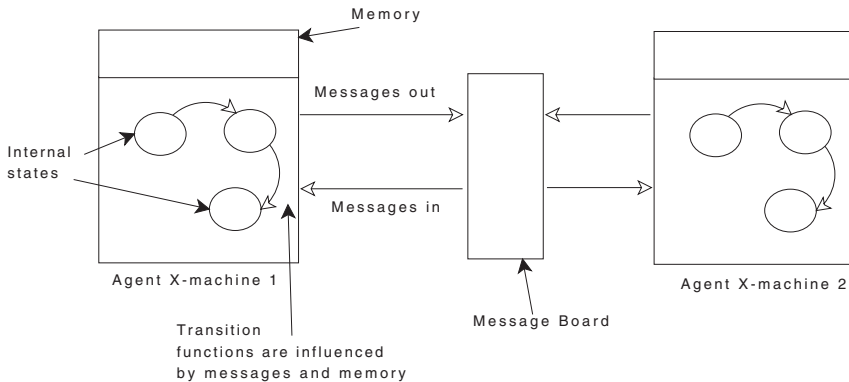 Memory
Messages out
Internal
states
Messages in
Agent X-machine 1
Agent X-machine 2
Message Board
Transition
functions are influenced
by messages and memory